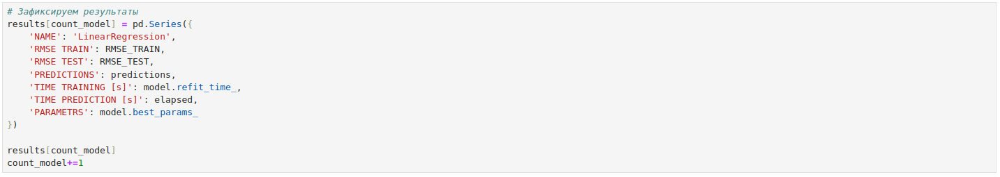 # Зафиксируем результаты
results[count_model] = pd.Series({
    'NAME': 'LinearRegression',
    'RMSE TRAIN': RMSE_TRAIN,
    'RMSE TEST': RMSE_TEST,
    'PREDICTIONS': predictions,
    'TIME TRAINING [s]': model.refit_time_,
    'TIME PREDICTION [s]': elapsed,
    'PARAMETRS': model.best_params_
})

results[count_model]
count_model+=1